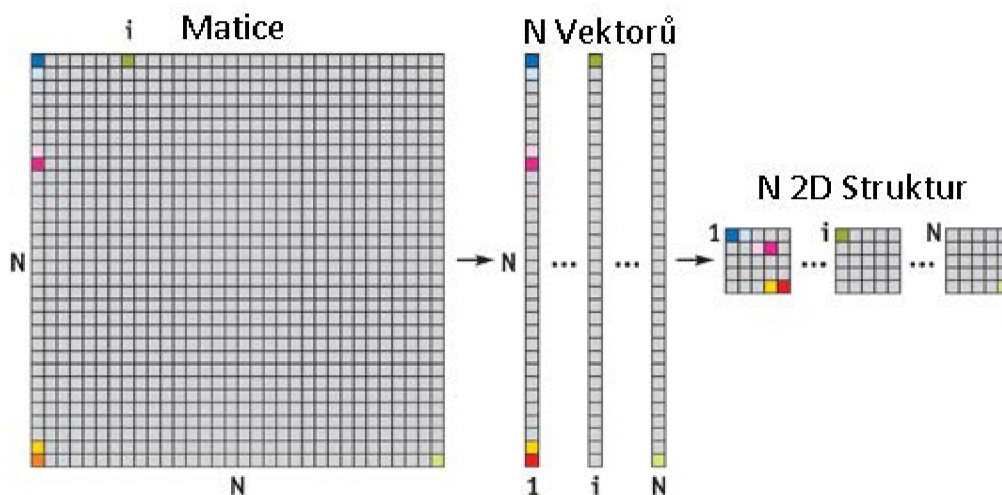 i Matice
N Vektorů
N 2D Struktur
1 i N
N N ... ... ... ...
N 1 i N